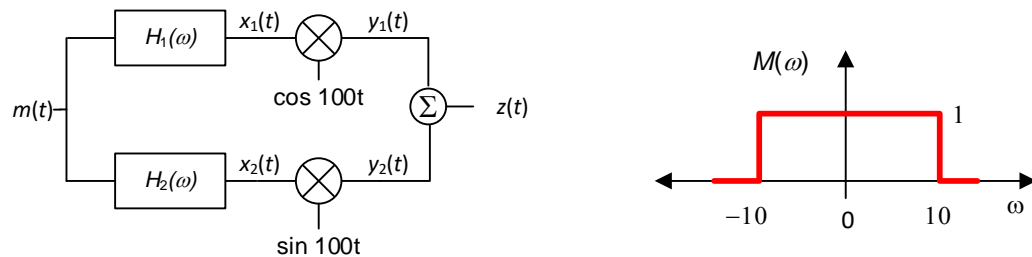 x₁(t) y₁(t)
H₁(ω)
cos 100t
m(t) Σ z(t)
x₂(t) y₂(t)
H₂(ω)
sin 100t
M(ω)
1
−10 0 10 ω